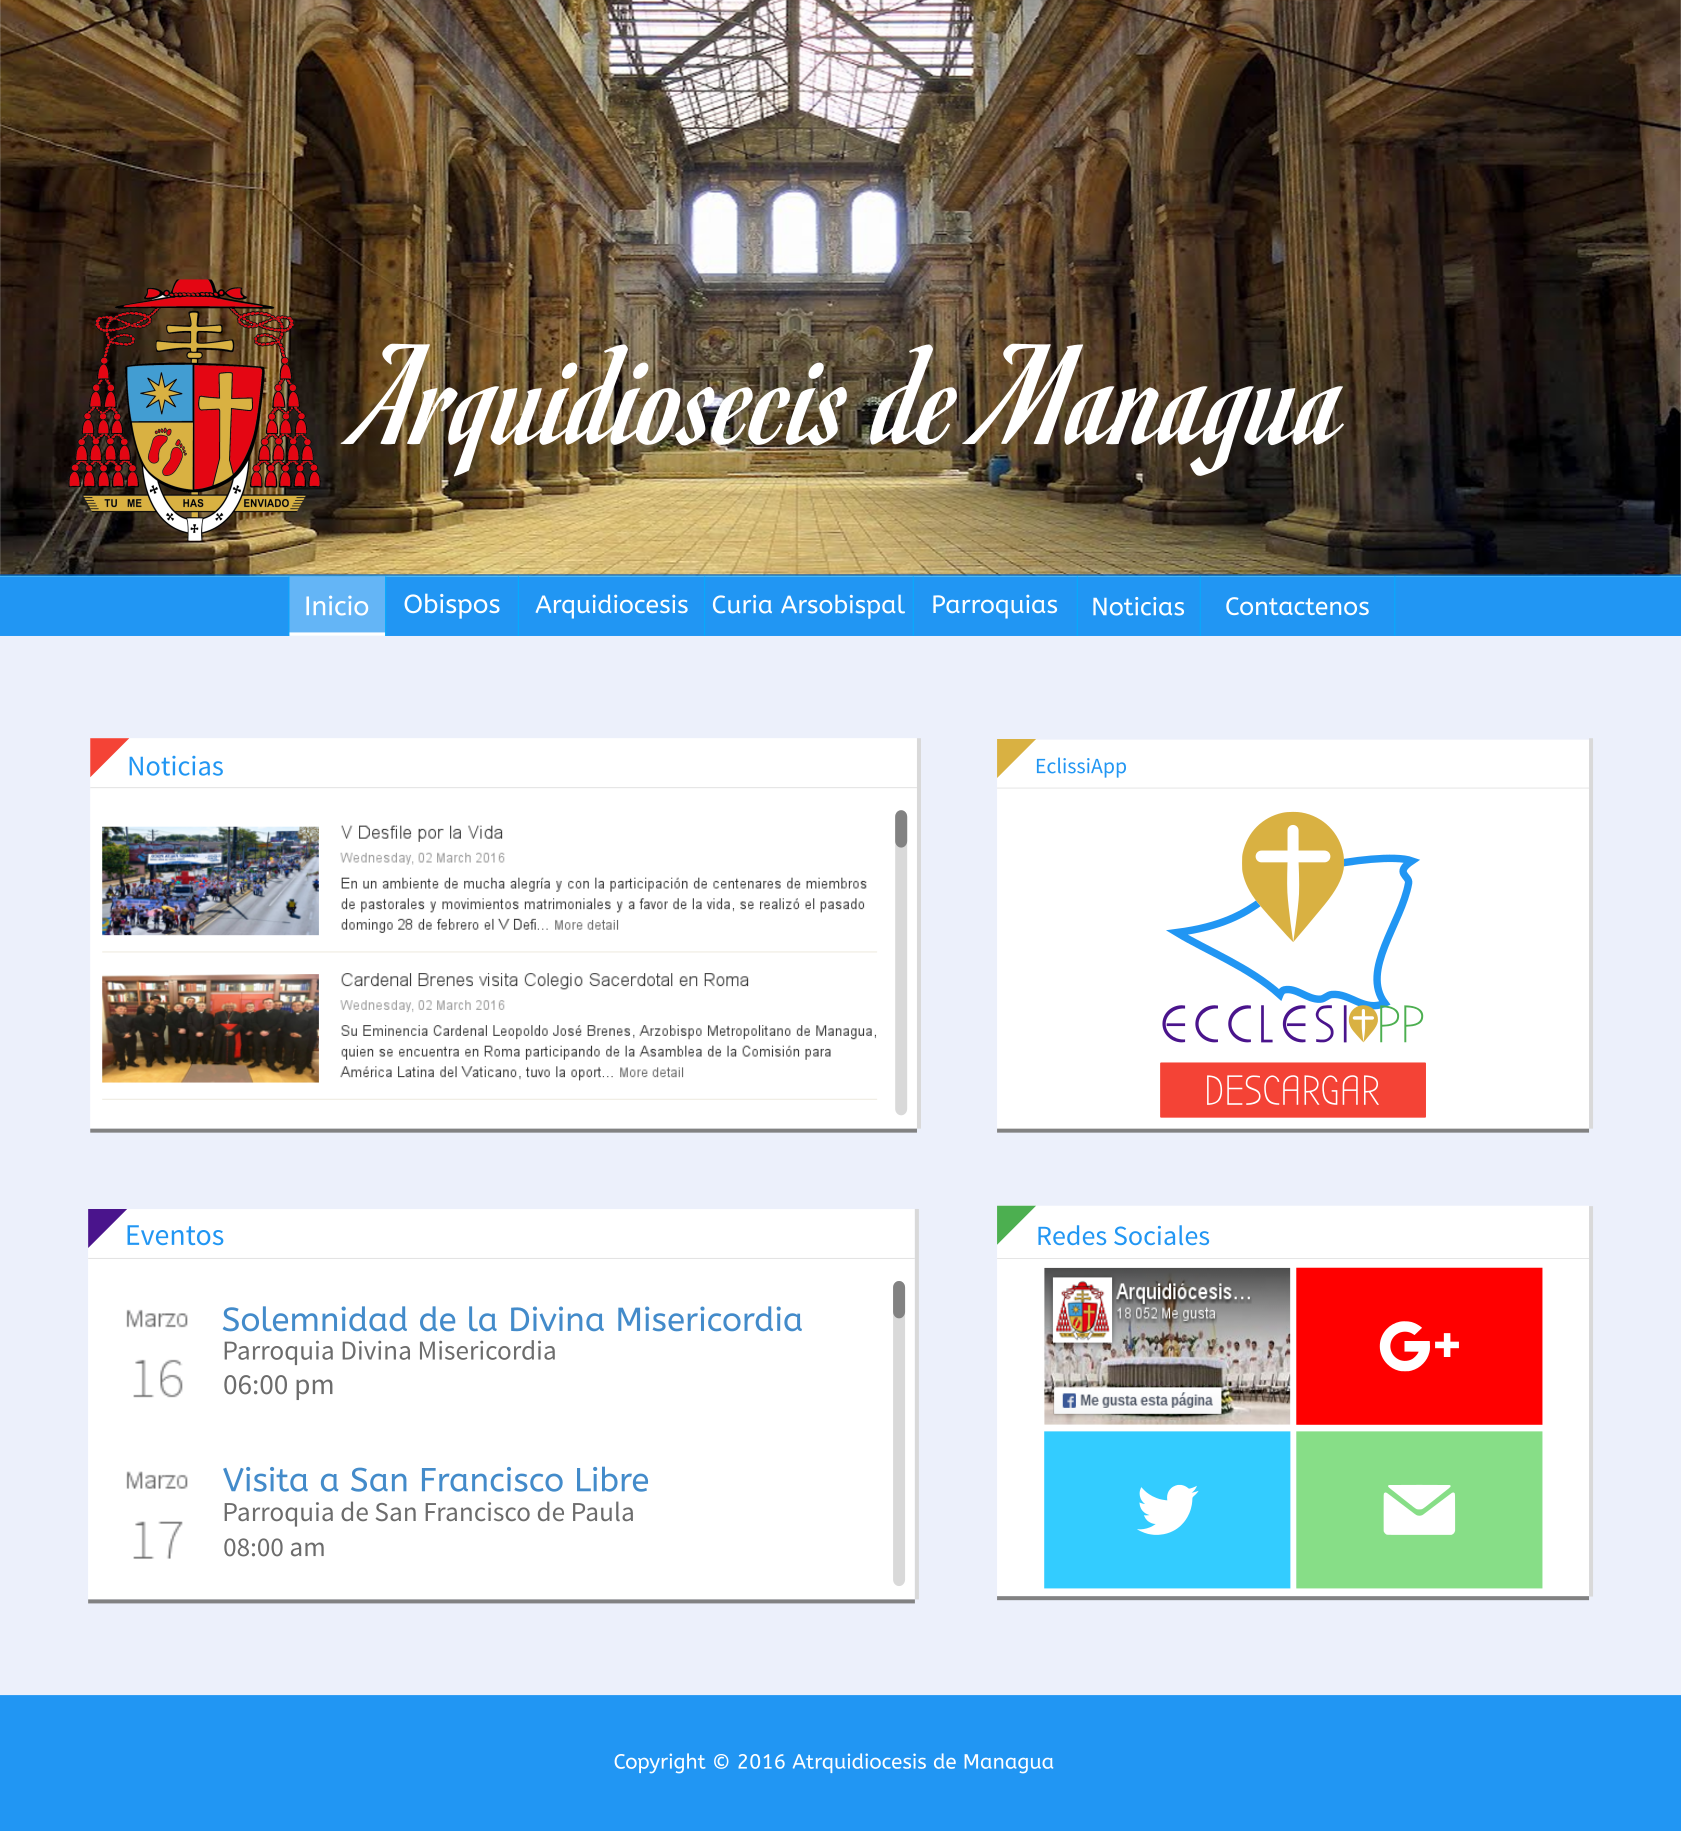 TU ME HAS ENVIADO
Arquidiosecis de Managua
Inicio Obispos Arquidiocesis Curia Arsobispal Parroquias Noticias Contactenos
Noticias
V Desfile por la Vida
Wednesday, 02 March 2016
En un ambiente de mucha alegría y con la participación de centenares de miembros
de pastorales y movimientos matrimoniales y a favor de la vida, se realizó el pasado
domingo 28 de febrero el V Defi... More detail
Cardenal Brenes visita Colegio Sacerdotal en Roma
Wednesday, 02 March 2016
Su Eminencia Cardenal Leopoldo José Brenes, Arzobispo Metropolitano de Managua,
quien se encuentra en Roma participando de la Asamblea de la Comisión para
América Latina del Vaticano, tuvo la oport... More detail
EclissiApp
ECCLESIAPP
DESCARGAR
Eventos
Marzo
16
Solemnidad de la Divina Misericordia
Parroquia Divina Misericordia
06:00 pm
Marzo
17
Visita a San Francisco Libre
Parroquia de San Francisco de Paula
08:00 am
Redes Sociales
Arquidiócesis...
18 052 Me gusta
Me gusta esta página
G+
Copyright © 2016 Atrquidiocesis de Managua